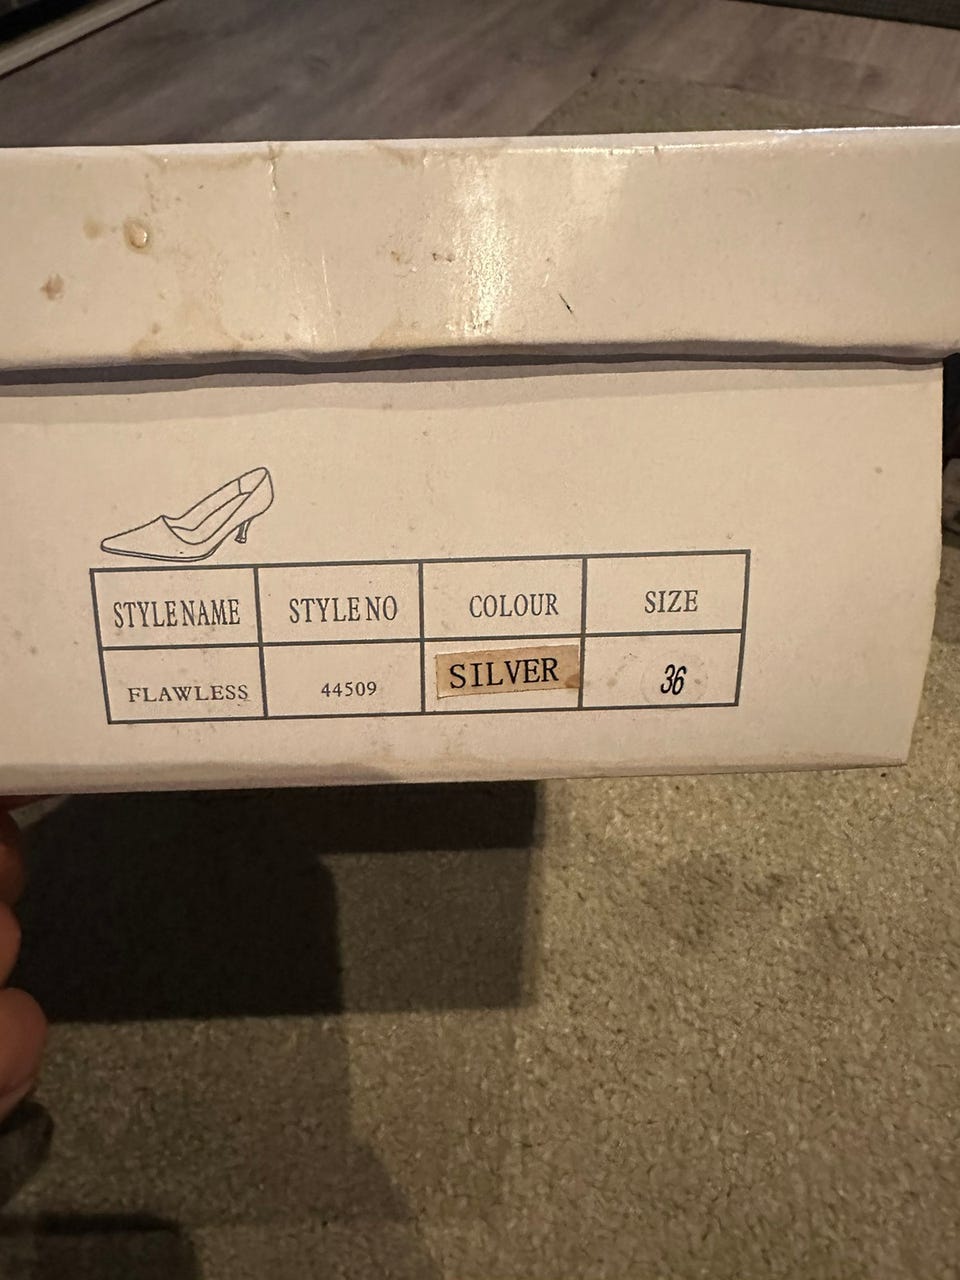 STYLE NAME STYLE NO COLOUR SIZE
FLAWLESS 44509 SILVER 36